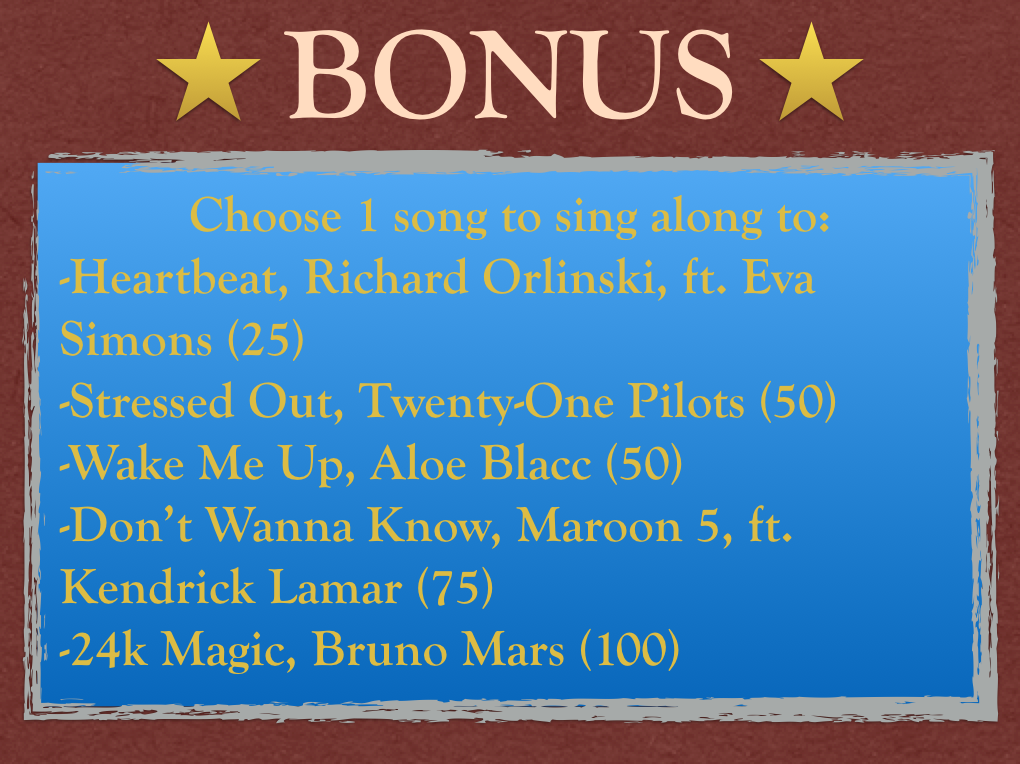 BONUS
Choose 1 song to sing along to:
-Heartbeat, Richard Orlinski, ft. Eva
Simons (25)
-Stressed Out, Twenty-One Pilots (50)
-Wake Me Up, Aloe Blacc (50)
-Don’t Wanna Know, Maroon 5, ft.
Kendrick Lamar (75)
-24k Magic, Bruno Mars (100)